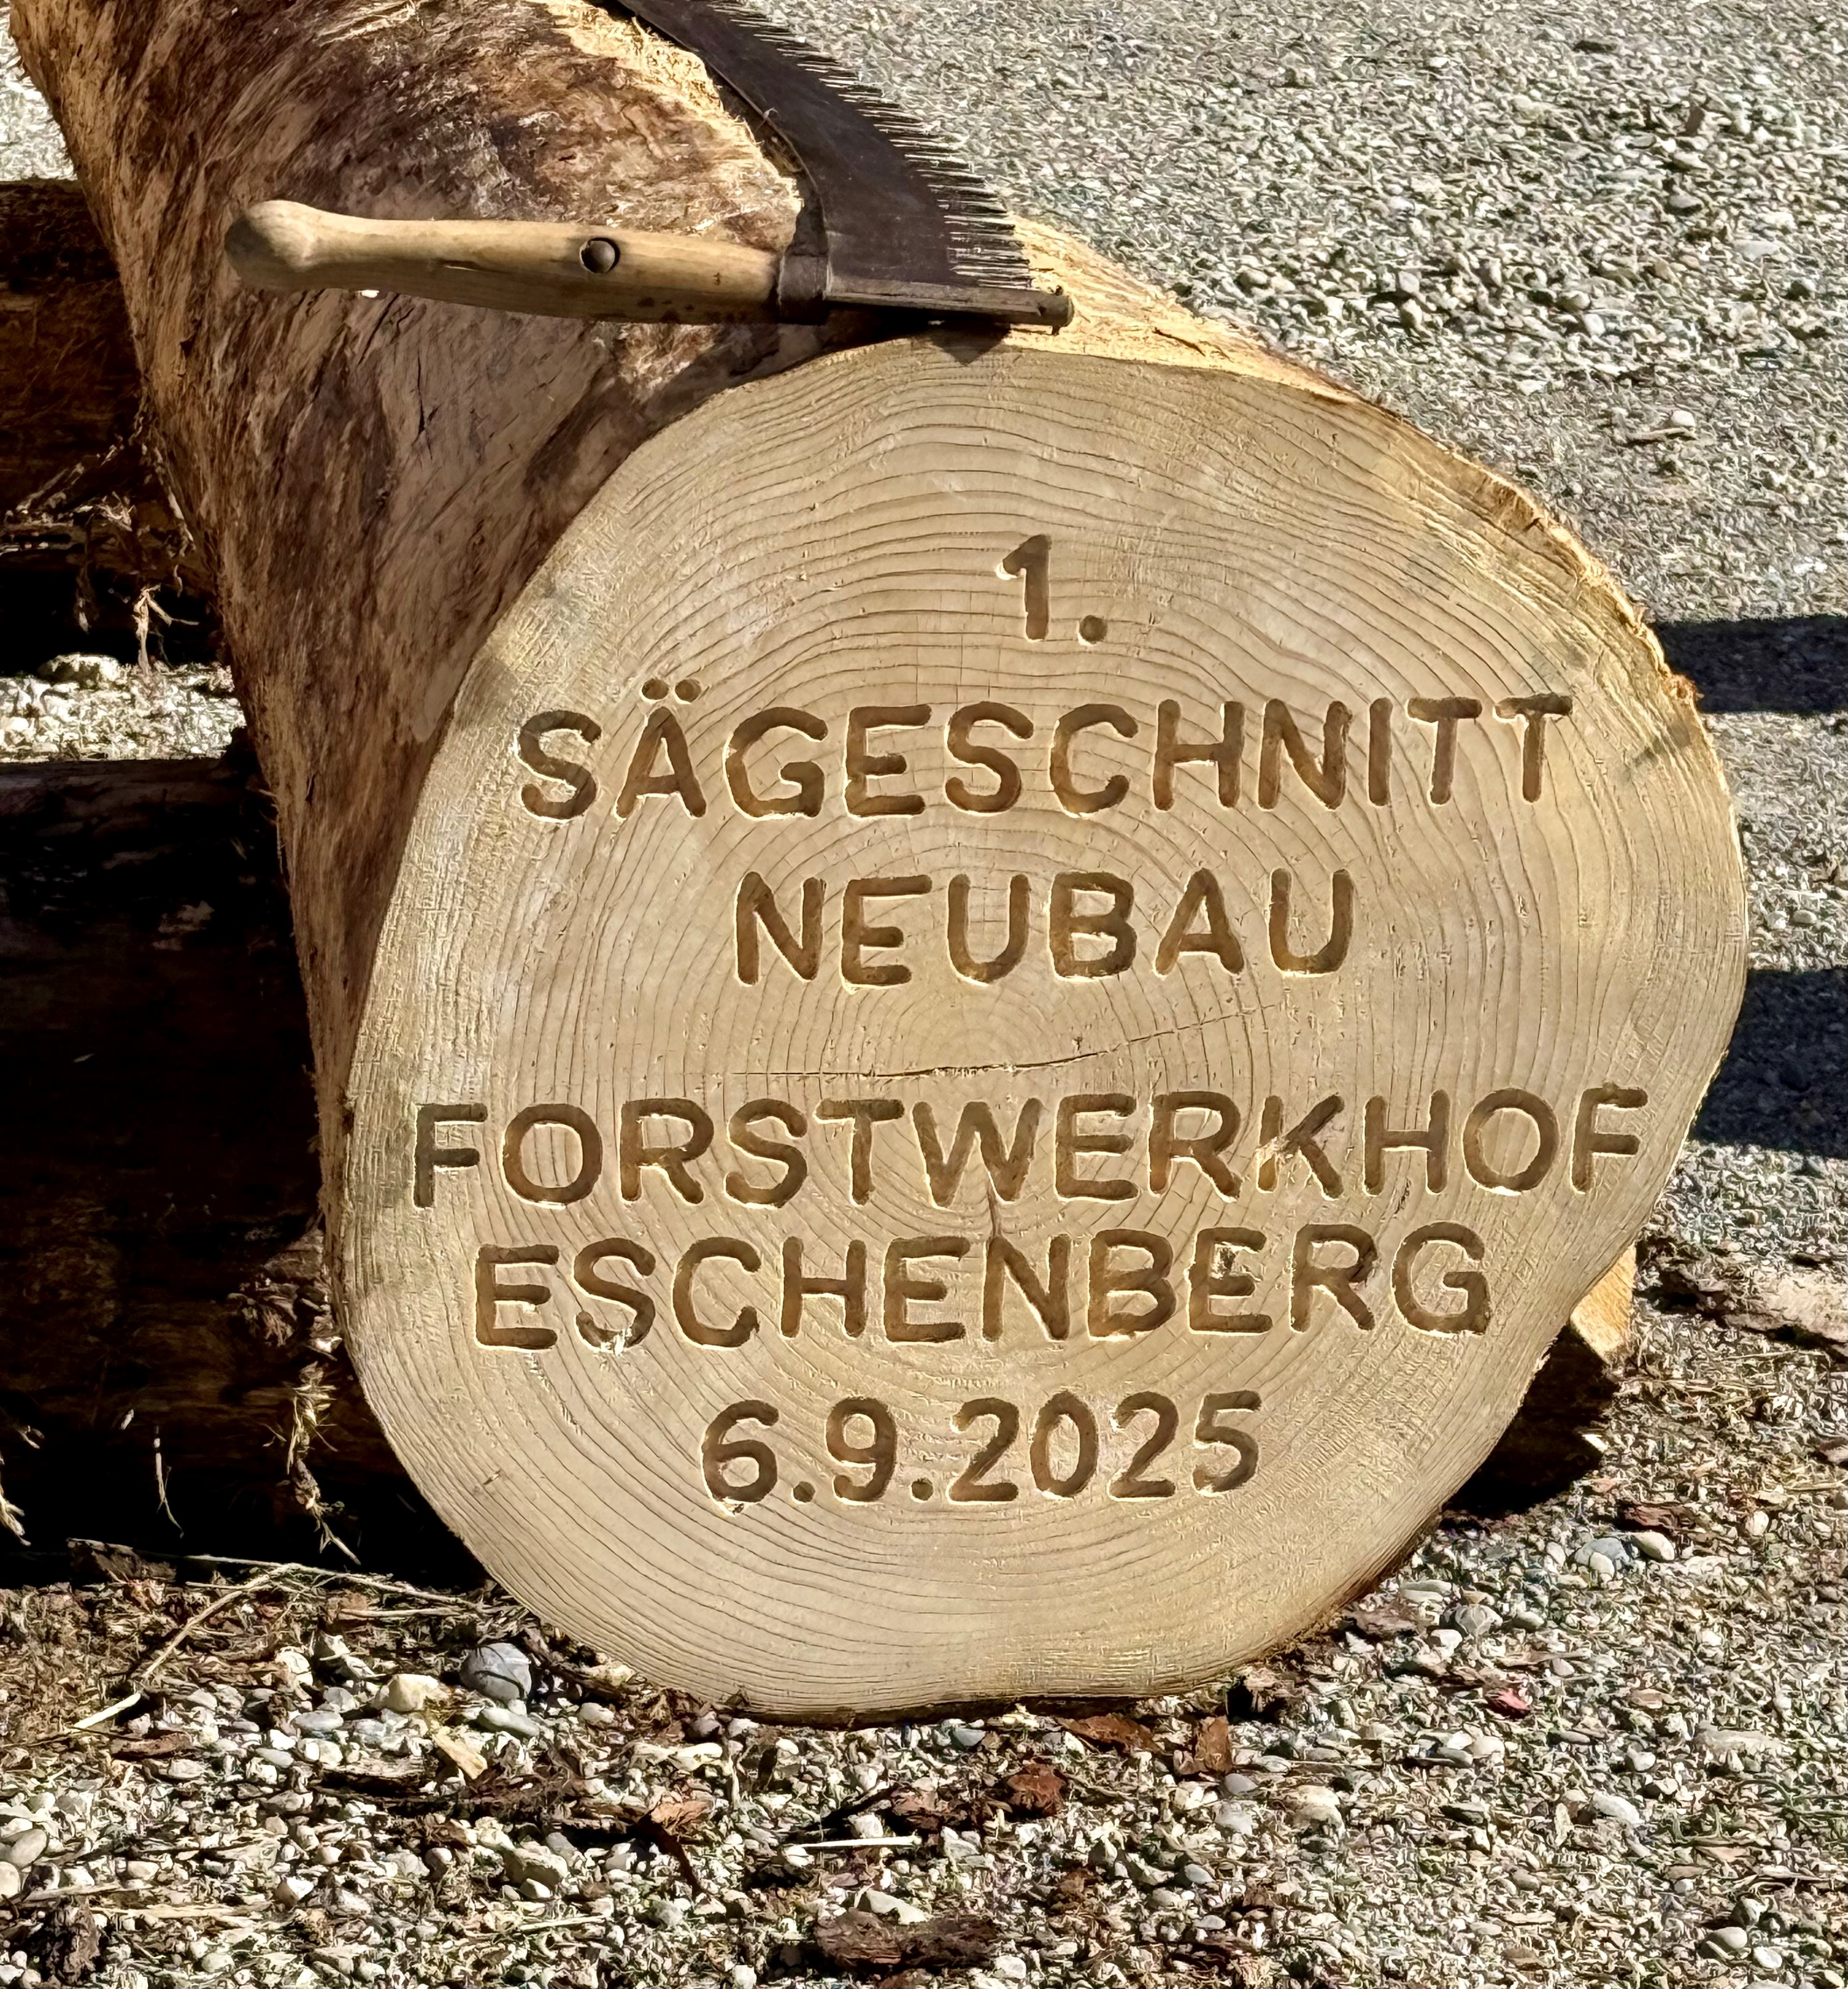 1.
SÄGESCHNITT
NEUBAU
FORSTWERKHOF
ESCHENBERG
6.9.2025